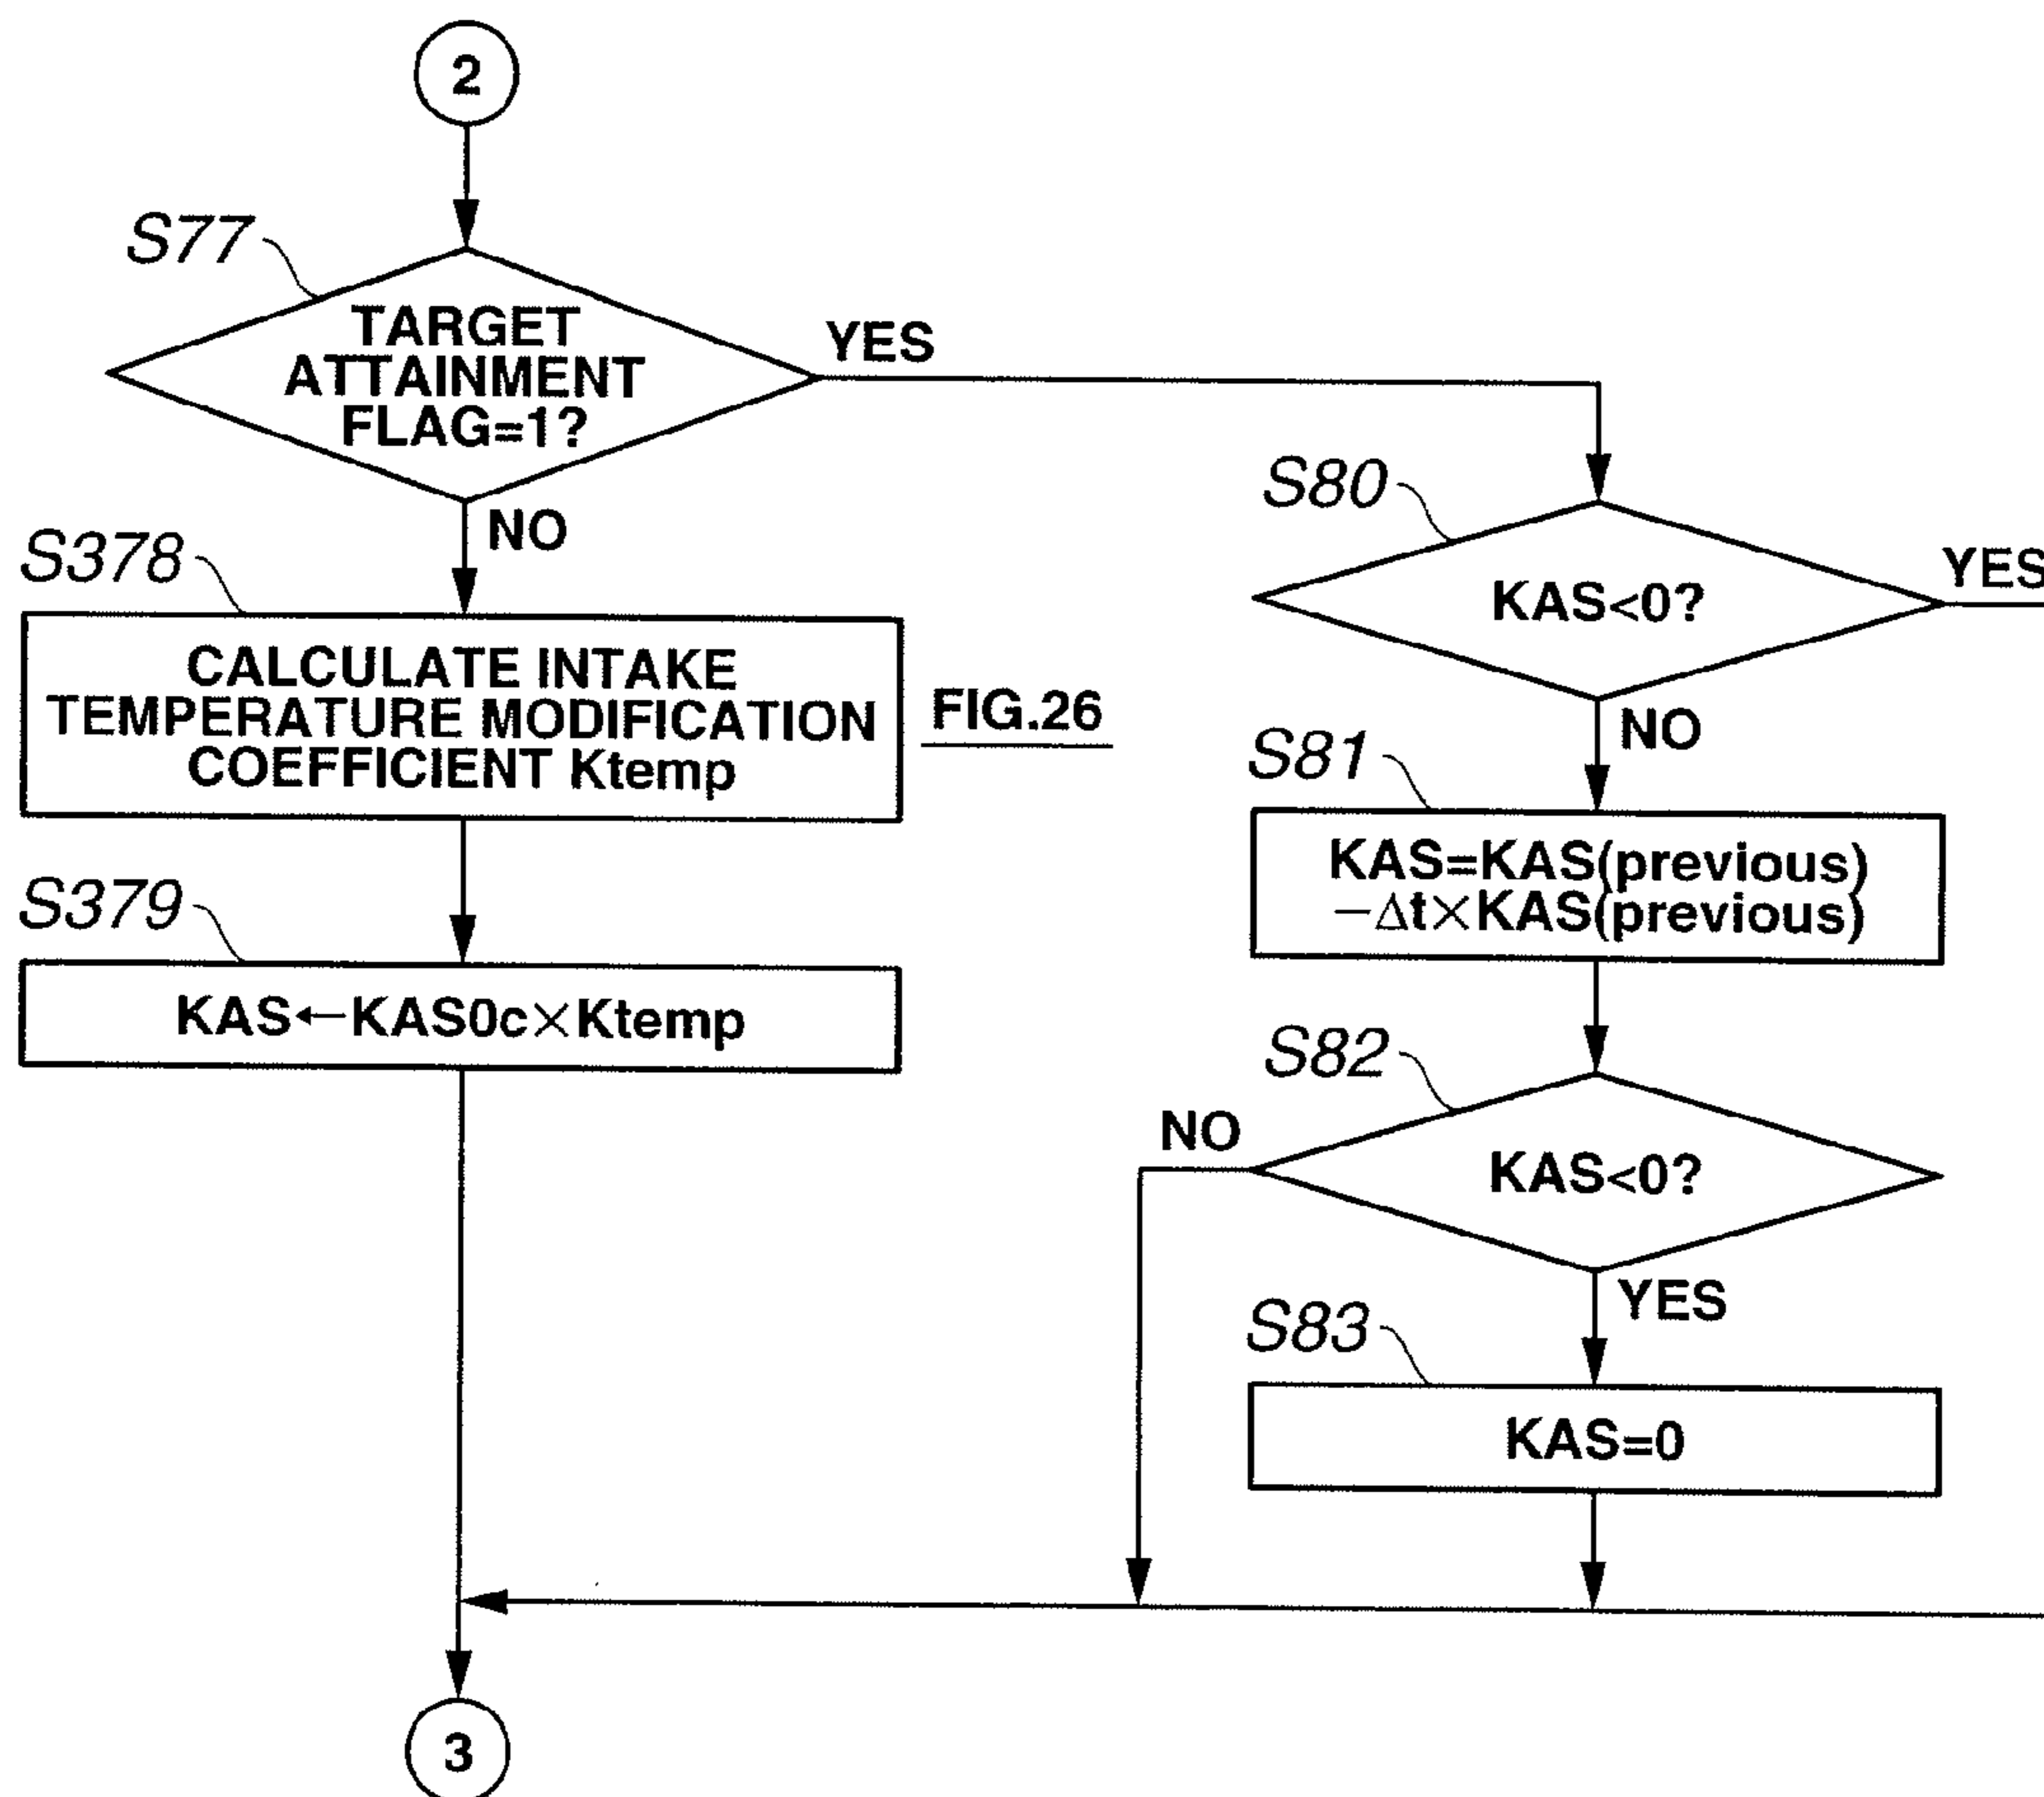 2
S77
TARGET
ATTAINMENT
FLAG=1?
YES
NO
S378
CALCULATE INTAKE
TEMPERATURE MODIFICATION
COEFFICIENT Ktemp
FIG.26
S379
KAS←KAS0c×Ktemp
S80
KAS<0?
YES
NO
S81
KAS=KAS(previous)
−Δt×KAS(previous)
S82
NO
KAS<0?
YES
S83
KAS=0
3